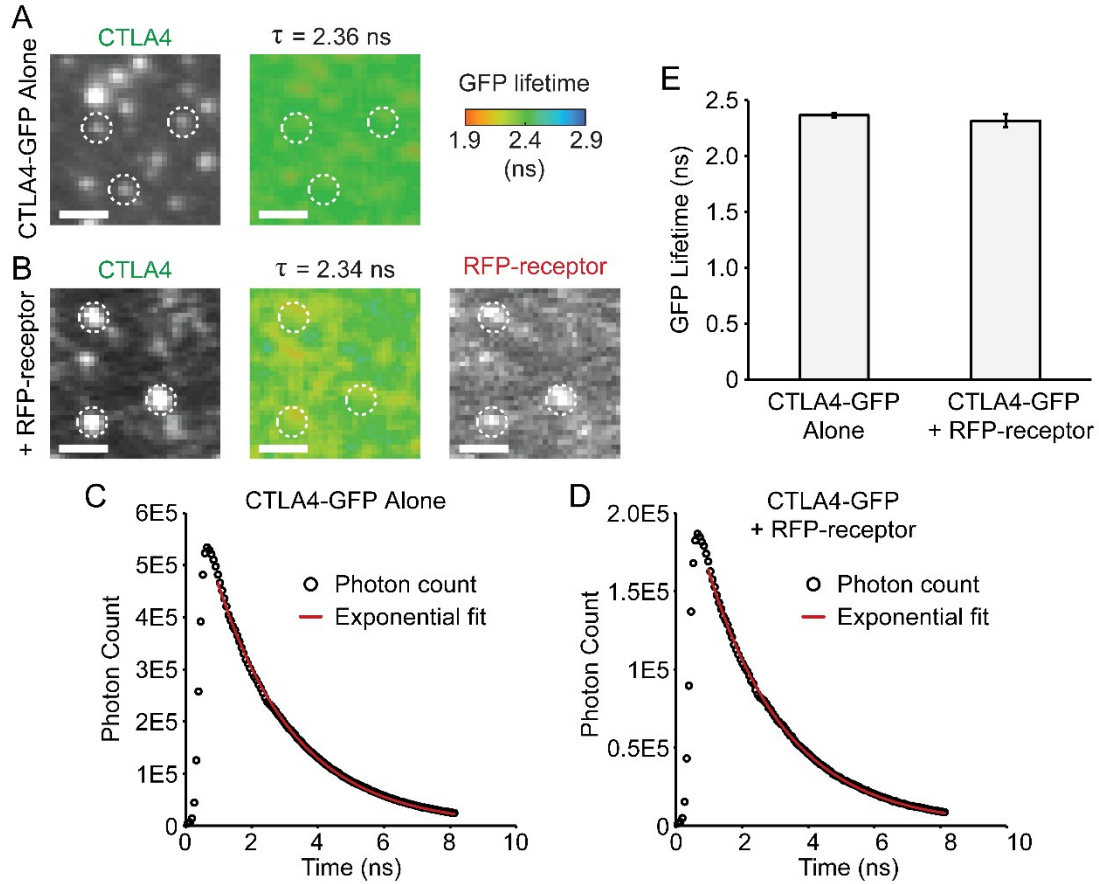 A
CTLA4-GFP Alone
CTLA4
τ = 2.36 ns
GFP lifetime
1.9 2.4 2.9
(ns)
B
+ RFP-receptor
CTLA4
τ = 2.34 ns
RFP-receptor
E
GFP Lifetime (ns)
2.5
2.0
1.5
1.0
0.5
0
CTLA4-GFP
Alone
CTLA4-GFP
+ RFP-receptor
C
CTLA4-GFP Alone
Photon Count
6E5
5E5
4E5
3E5
2E5
1E5
0
Photon count
Exponential fit
0 2 4 6 8 10
Time (ns)
D
CTLA4-GFP
+ RFP-receptor
Photon Count
2.0E5
1.5E5
1E5
0.5E5
0
Photon count
Exponential fit
0 2 4 6 8 10
Time (ns)